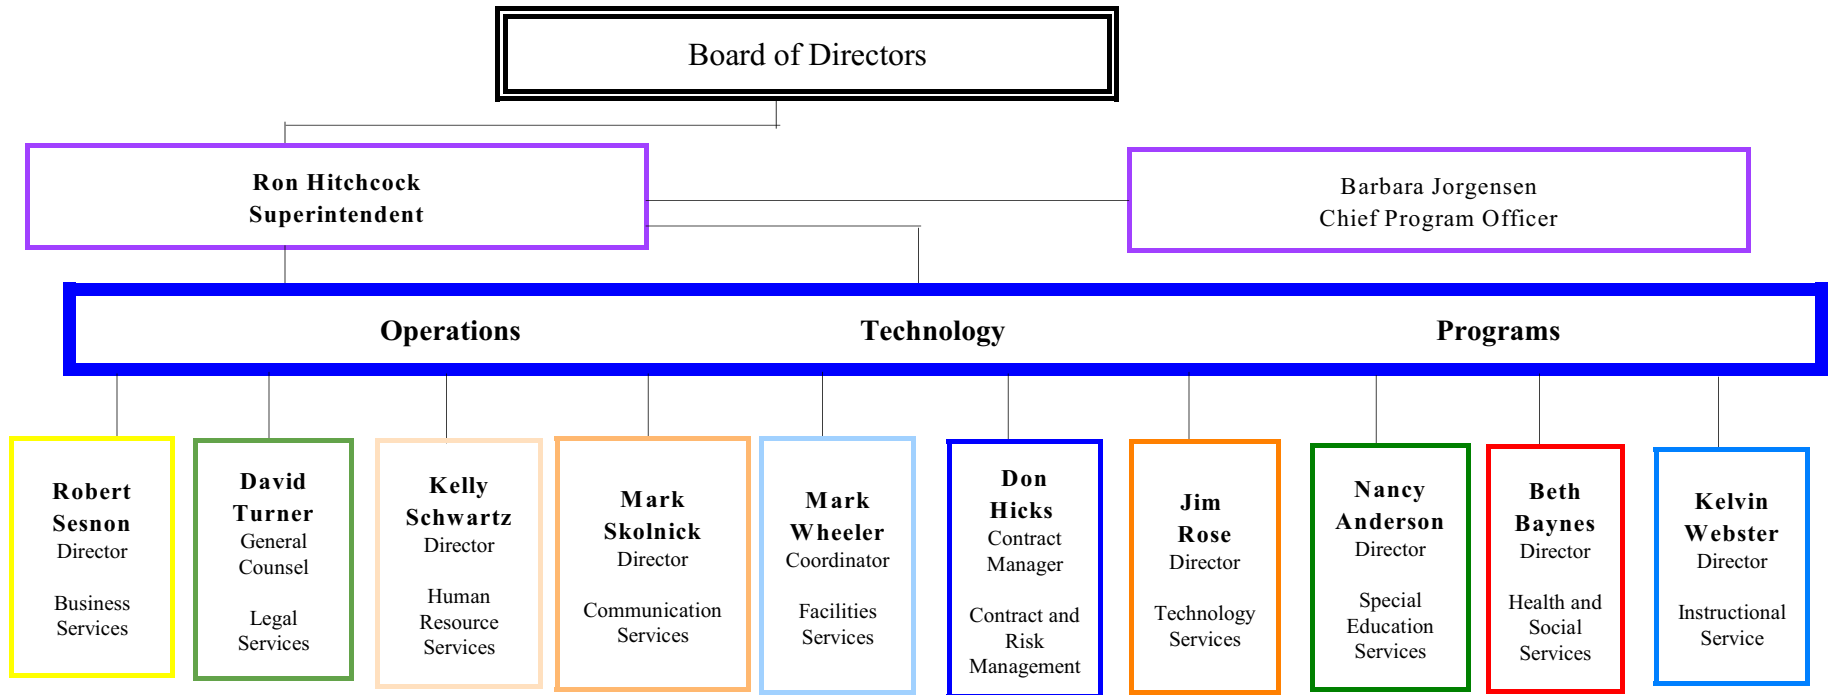 Board of Directors
Ron Hitchcock
Superintendent
Barbara Jorgensen
Chief Program Officer
Operations
Technology
Programs
Robert
Sesnon
Director
Business
Services
David
Turner
General
Counsel
Legal
Services
Kelly
Schwartz
Director
Human
Resource
Services
Mark
Skolnick
Director
Communication
Services
Mark
Wheeler
Coordinator
Facilities
Services
Don
Hicks
Contract
Manager
Contract and
Risk
Management
Jim
Rose
Director
Technology
Services
Nancy
Anderson
Director
Special
Education
Services
Beth
Baynes
Director
Health and
Social
Services
Kelvin
Webster
Director
Instructional
Service